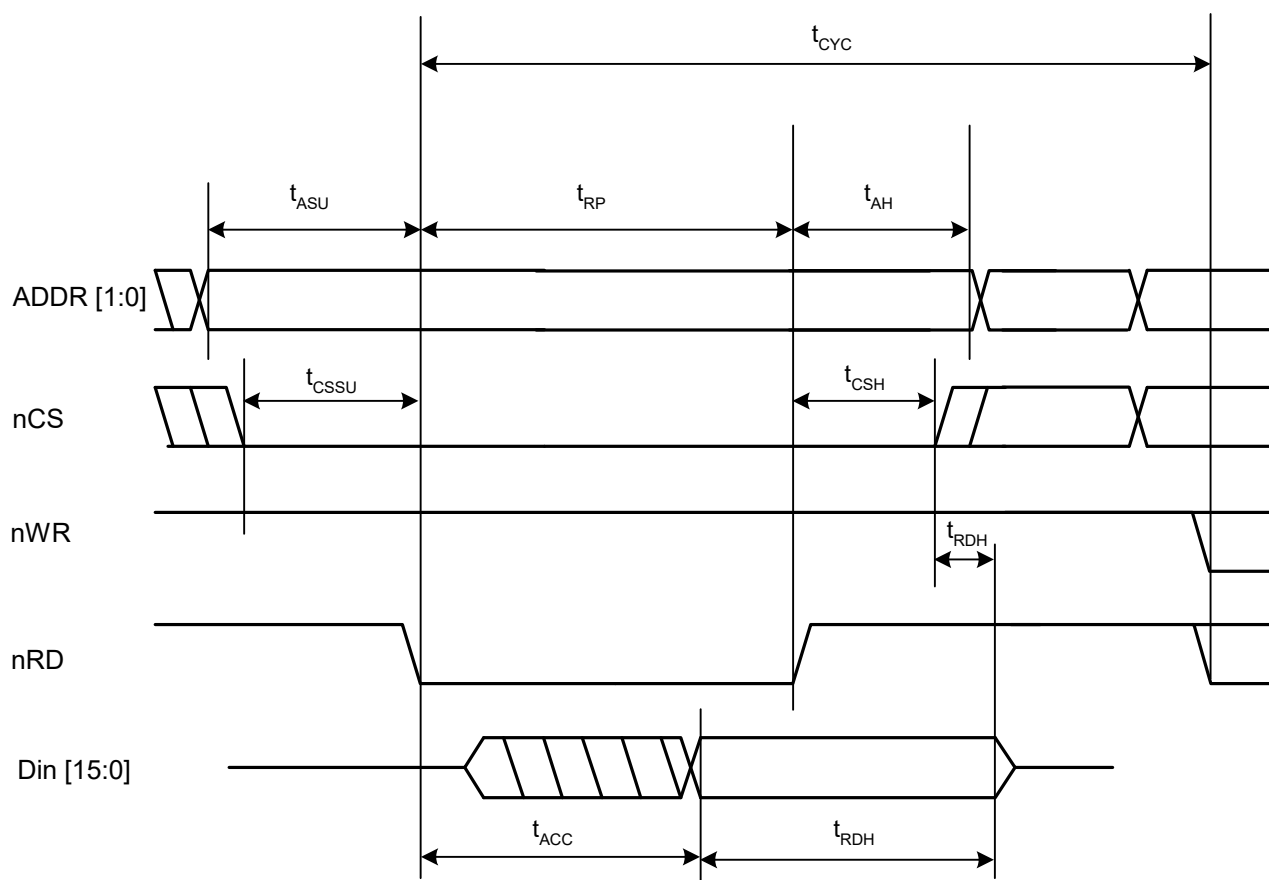 tCYC
tASU tRP tAH
ADDR [1:0]
tCSSU tCSH
nCS
nWR
tRDH
nRD
Din [15:0]
tACC tRDH